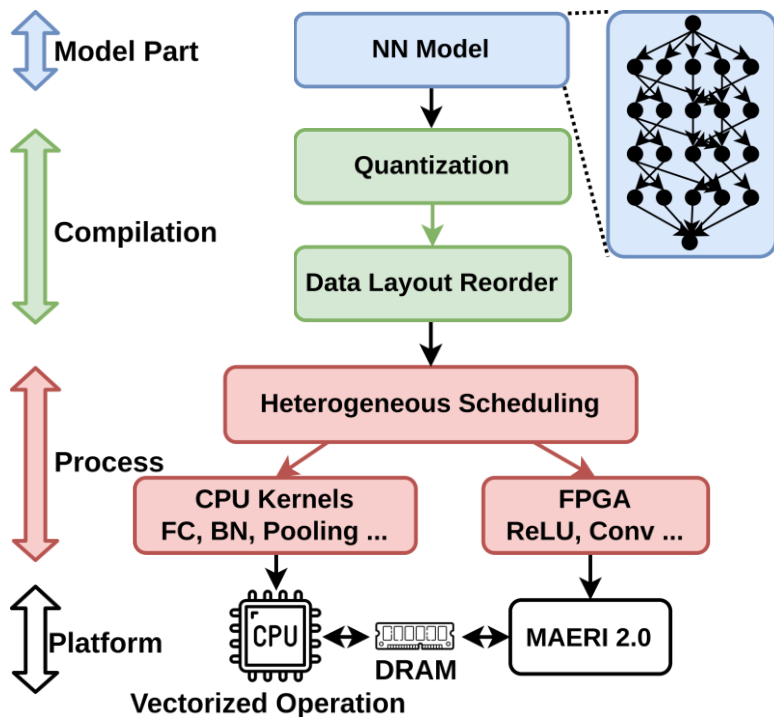 Model Part
NN Model
Quantization
Compilation
Data Layout Reorder
Heterogeneous Scheduling
Process
CPU Kernels
FC, BN, Pooling ...
FPGA
ReLU, Conv ...
Platform
CPU
DRAM
MAERI 2.0
Vectorized Operation